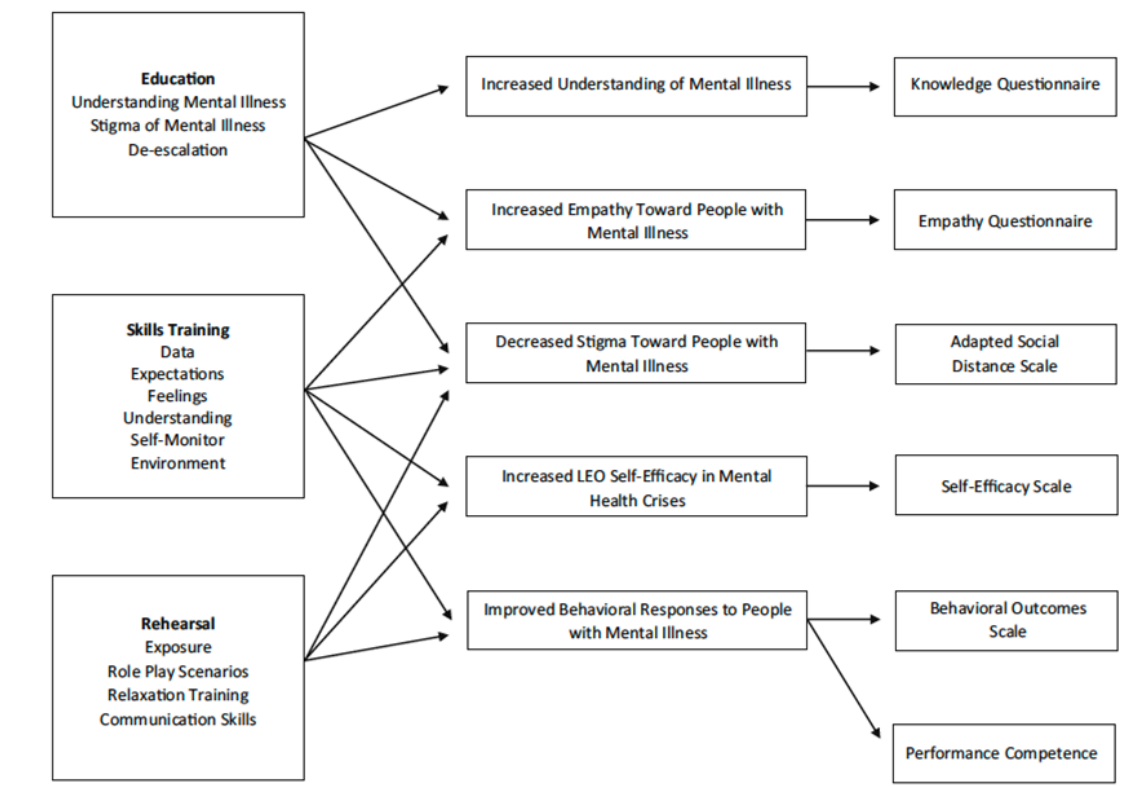 Education
Understanding Mental Illness
Stigma of Mental Illness
De-escalation
Skills Training
Data
Expectations
Feelings
Understanding
Self-Monitor
Environment
Rehearsal
Exposure
Role Play Scenarios
Relaxation Training
Communication Skills
Increased Understanding of Mental Illness
Increased Empathy Toward People with
Mental Illness
Decreased Stigma Toward People with
Mental Illness
Increased LEO Self-Efficacy in Mental
Health Crises
Improved Behavioral Responses to People
with Mental Illness
Knowledge Questionnaire
Empathy Questionnaire
Adapted Social
Distance Scale
Self-Efficacy Scale
Behavioral Outcomes
Scale
Performance Competence